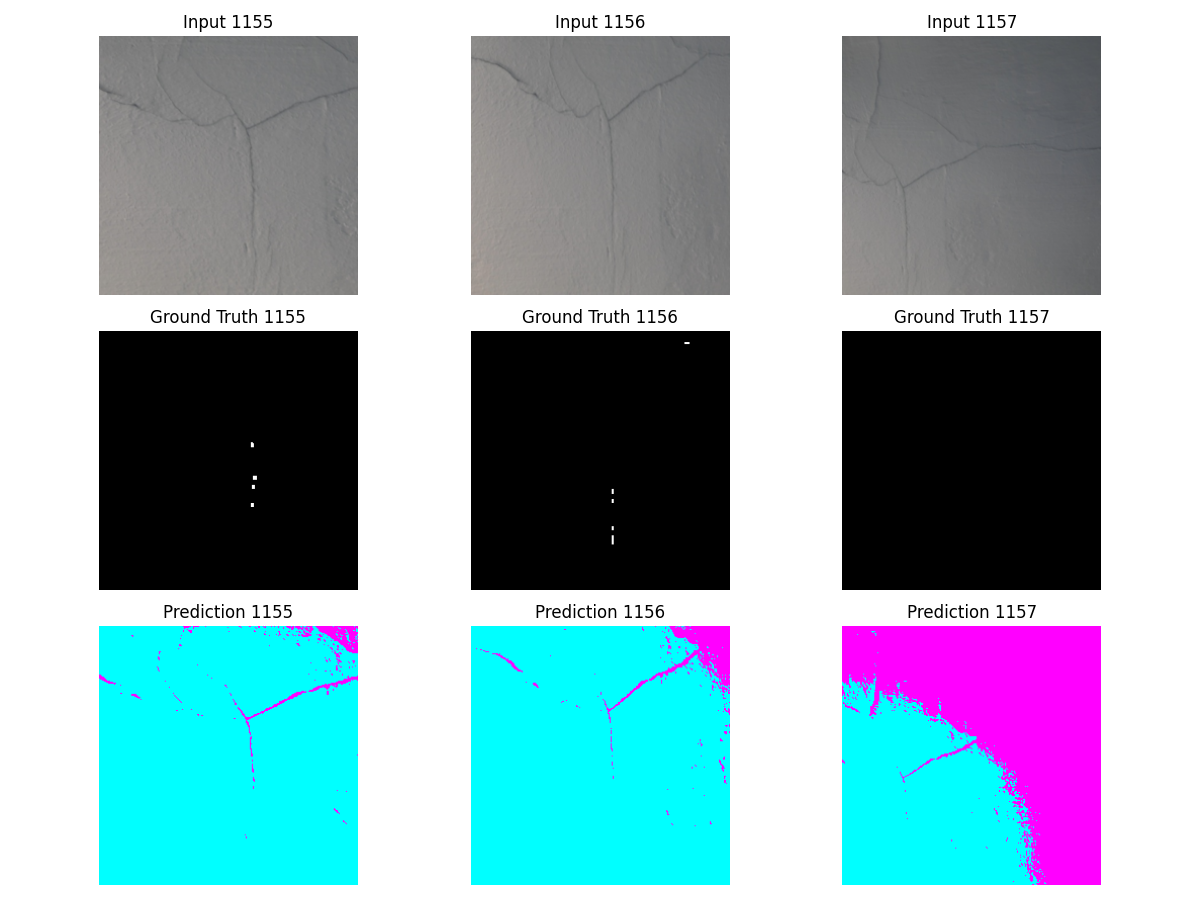 Input 1155
Input 1156
Input 1157
Ground Truth 1155
Ground Truth 1156
Ground Truth 1157
Prediction 1155
Prediction 1156
Prediction 1157